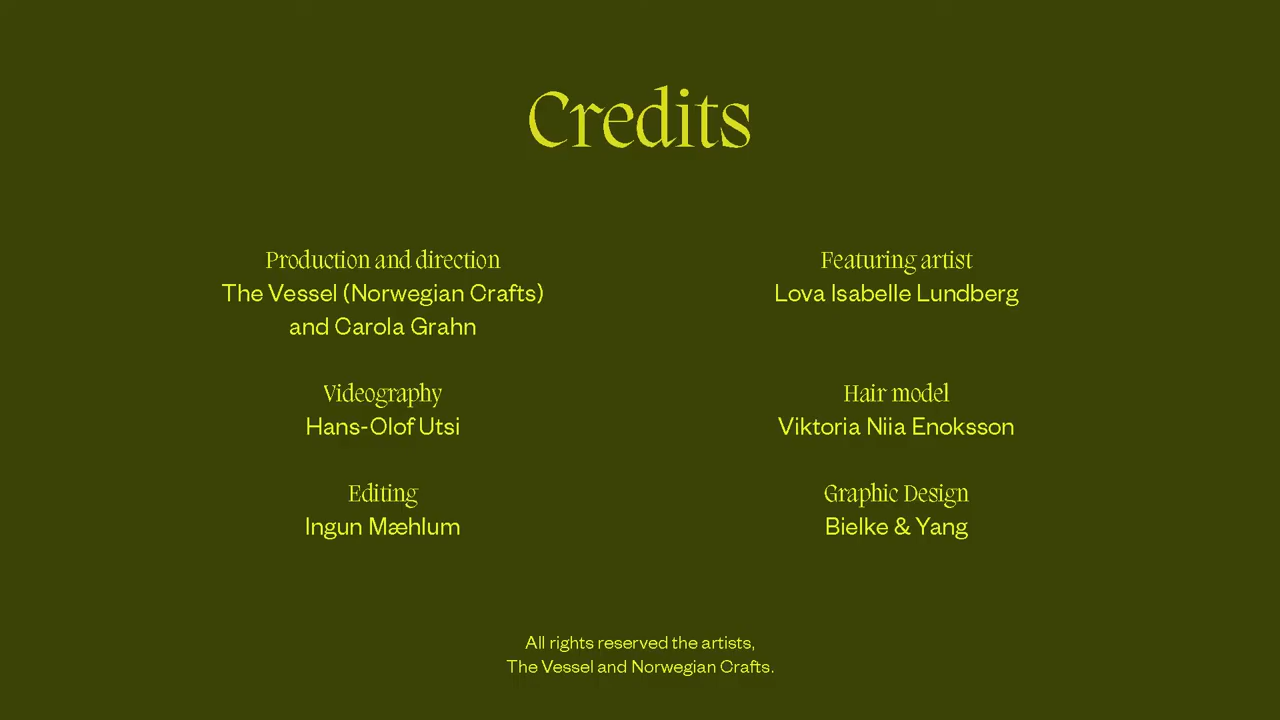 Credits
Production and direction
The Vessel (Norwegian Crafts)
and Carola Grahn
Featuring artist
Lova Isabelle Lundberg
Videography
Hans-Olof Utsi
Hair model
Viktoria Niia Enoksson
Editing
Ingun Mæhlum
Graphic Design
Bielke & Yang
All rights reserved the artists,
The Vessel and Norwegian Crafts.